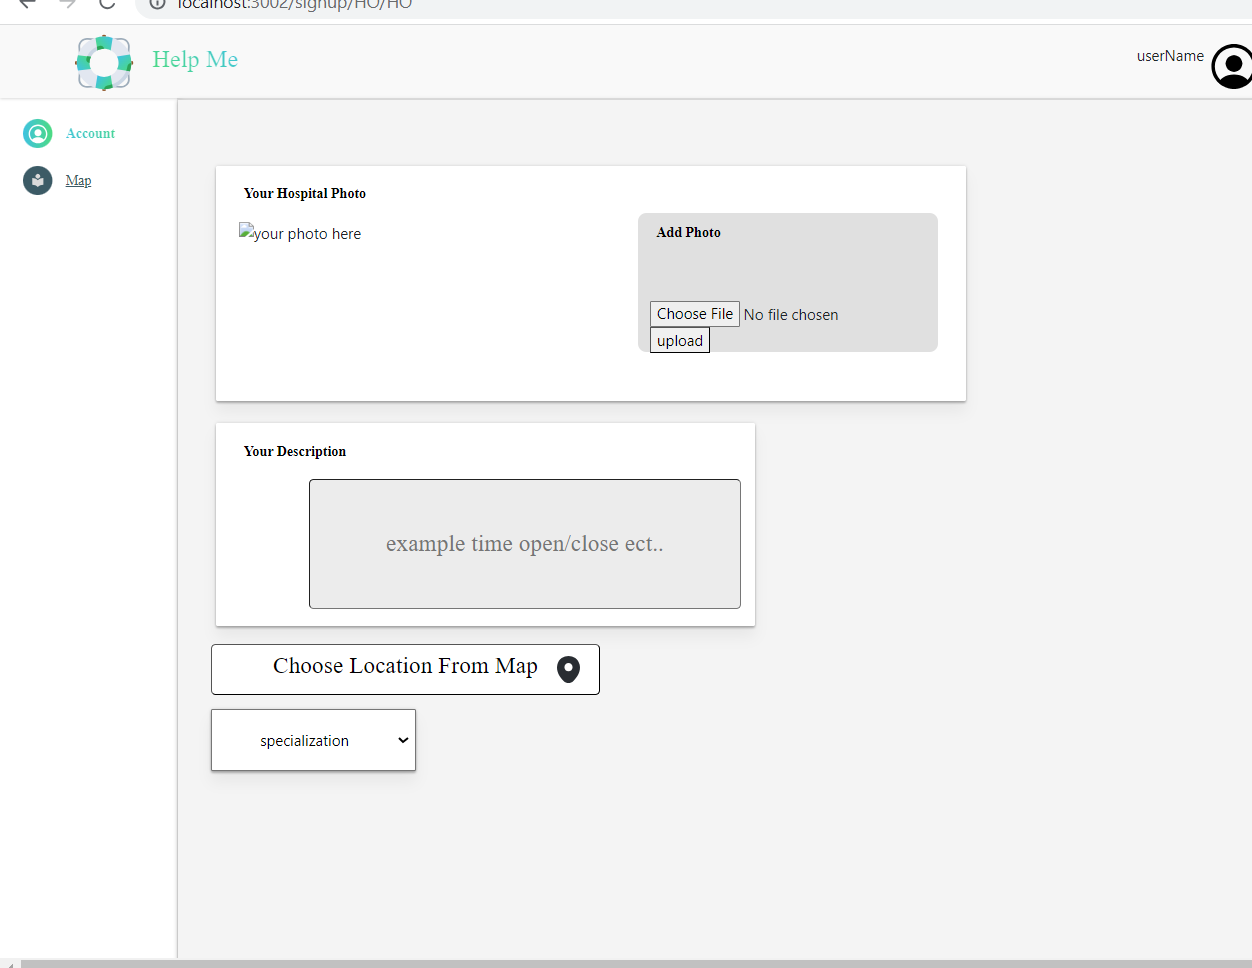 localhost:3002/signup/HO/HO
Help Me
userName
Account
Map
Your Hospital Photo
your photo here
Add Photo
Choose File No file chosen
upload
Your Description
example time open/close ect..
Choose Location From Map
specialization